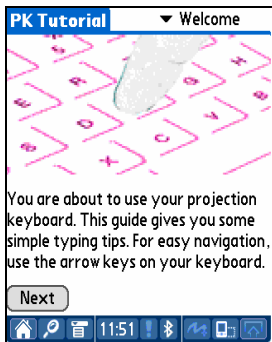 PK Tutorial
Welcome
You are about to use your projection
keyboard. This guide gives you some
simple typing tips. For easy navigation,
use the arrow keys on your keyboard.
Next
11:51